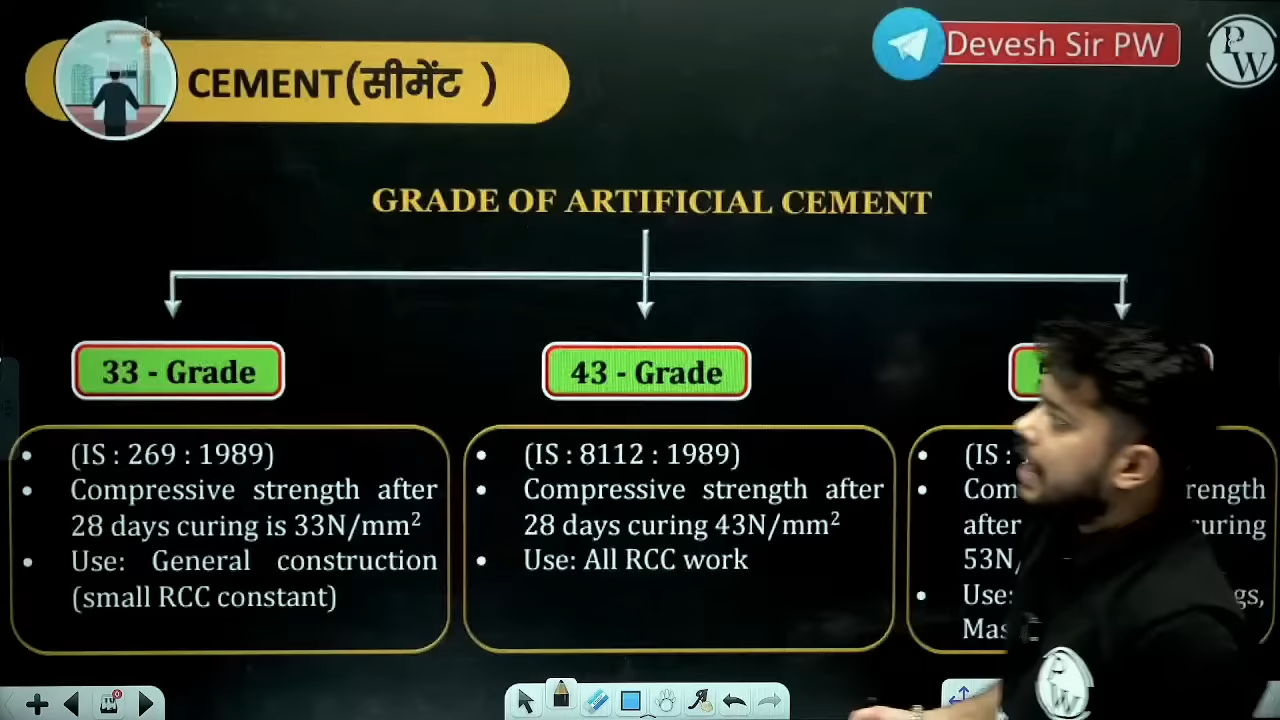 CEMENT(सीमेंट )
Devesh Sir PW
PW
GRADE OF ARTIFICIAL CEMENT
33 - Grade
43 - Grade
• (IS : 269 : 1989)
• Compressive strength after
28 days curing is 33N/mm²
• Use: General construction
(small RCC constant)
• (IS : 8112 : 1989)
• Compressive strength after
28 days curing 43N/mm²
• Use: All RCC work
• (IS :
• Com rength
after curing
53N/
• Use: gs,
Mas
PW